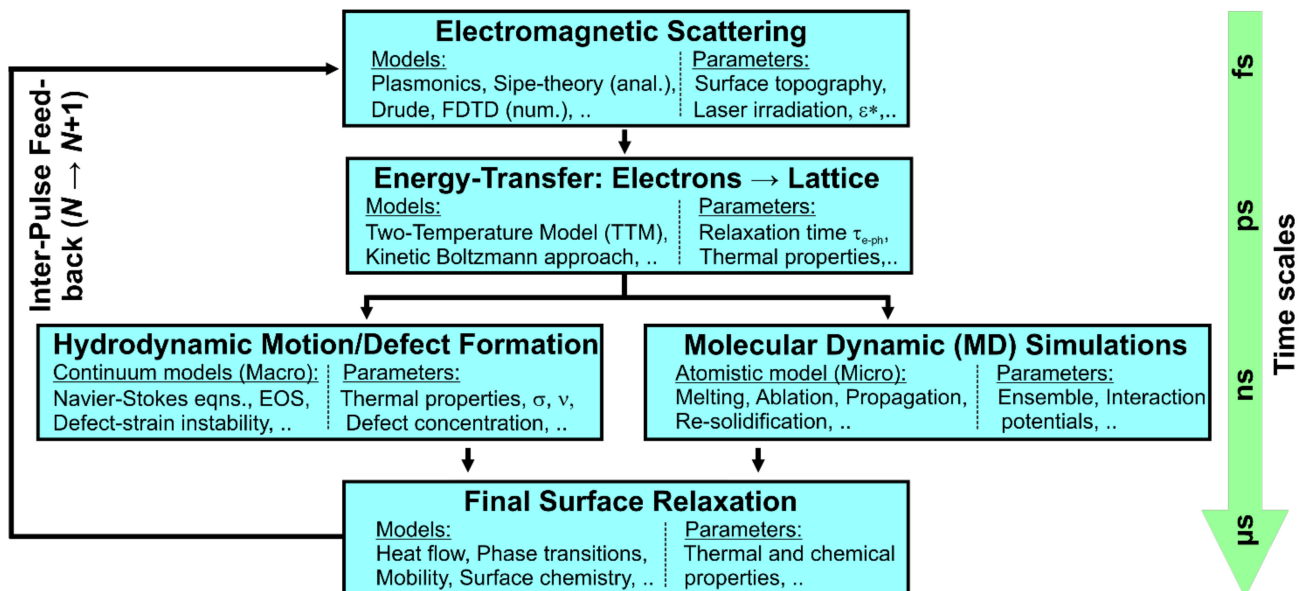 Electromagnetic Scattering
Models:
Plasmonics, Sipe-theory (anal.),
Drude, FDTD (num.), ..
Parameters:
Surface topography,
Laser irradiation, ε*,..
Energy-Transfer: Electrons → Lattice
Models:
Two-Temperature Model (TTM),
Kinetic Boltzmann approach, ..
Parameters:
Relaxation time τe-ph,
Thermal properties,..
Hydrodynamic Motion/Defect Formation
Continuum models (Macro):
Navier-Stokes eqns., EOS,
Defect-strain instability, ..
Parameters:
Thermal properties, σ, ν,
Defect concentration, ..
Molecular Dynamic (MD) Simulations
Atomistic model (Micro):
Melting, Ablation, Propagation,
Re-solidification, ..
Parameters:
Ensemble, Interaction
potentials, ..
Final Surface Relaxation
Models:
Heat flow, Phase transitions,
Mobility, Surface chemistry, ..
Parameters:
Thermal and chemical
properties, ..
Inter-Pulse Feed-
back (N → N+1)
fs
ps
ns
µs
Time scales